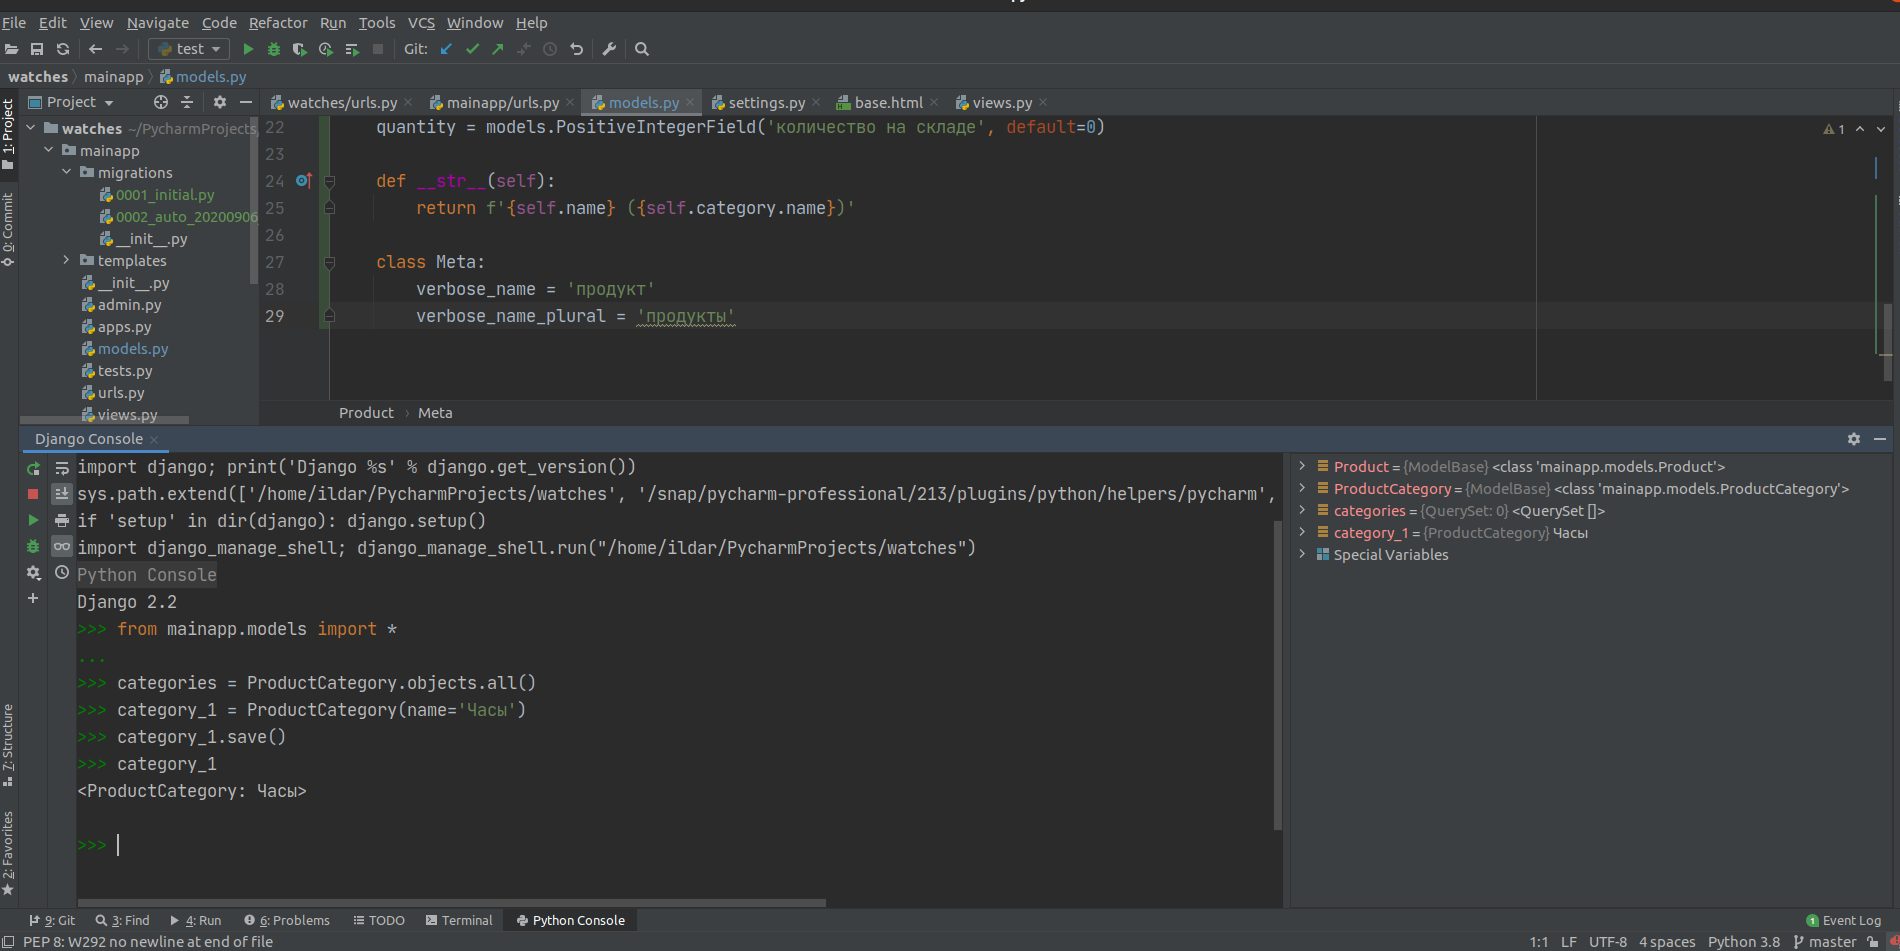 File Edit View Navigate Code Refactor Run Tools VCS Window Help
test Git:
watches mainapp models.py
Project
watches/urls.py mainapp/urls.py models.py settings.py base.html views.py
watches ~/PycharmProjects/
mainapp
migrations
0001_initial.py
0002_auto_20200906_
__init__.py
templates
__init__.py
admin.py
apps.py
models.py
tests.py
urls.py
views.py
1: Project
0: Commit
7: Structure
2: Favorites
22 quantity = models.PositiveIntegerField('количество на складе', default=0)
23
24 def __str__(self):
25 return f'{self.name} ({self.category.name})'
26
27 class Meta:
28 verbose_name = 'продукт'
29 verbose_name_plural = 'продукты'
1
Product Meta
Django Console
import django; print('Django %s' % django.get_version())
sys.path.extend(['/home/ildar/PycharmProjects/watches', '/snap/pycharm-professional/213/plugins/python/helpers/pycharm',
if 'setup' in dir(django): django.setup()
import django_manage_shell; django_manage_shell.run("/home/ildar/PycharmProjects/watches")
Python Console
Django 2.2
>>> from mainapp.models import *
...
>>> categories = ProductCategory.objects.all()
>>> category_1 = ProductCategory(name='Часы')
>>> category_1.save()
>>> category_1
<ProductCategory: Часы>
>>>
Product = {ModelBase} <class 'mainapp.models.Product'>
ProductCategory = {ModelBase} <class 'mainapp.models.ProductCategory'>
categories = {QuerySet: 0} <QuerySet []>
category_1 = {ProductCategory} Часы
Special Variables
9: Git 3: Find 4: Run 6: Problems TODO Terminal Python Console 1 Event Log
PEP 8: W292 no newline at end of file 1:1 LF UTF-8 4 spaces Python 3.8 master